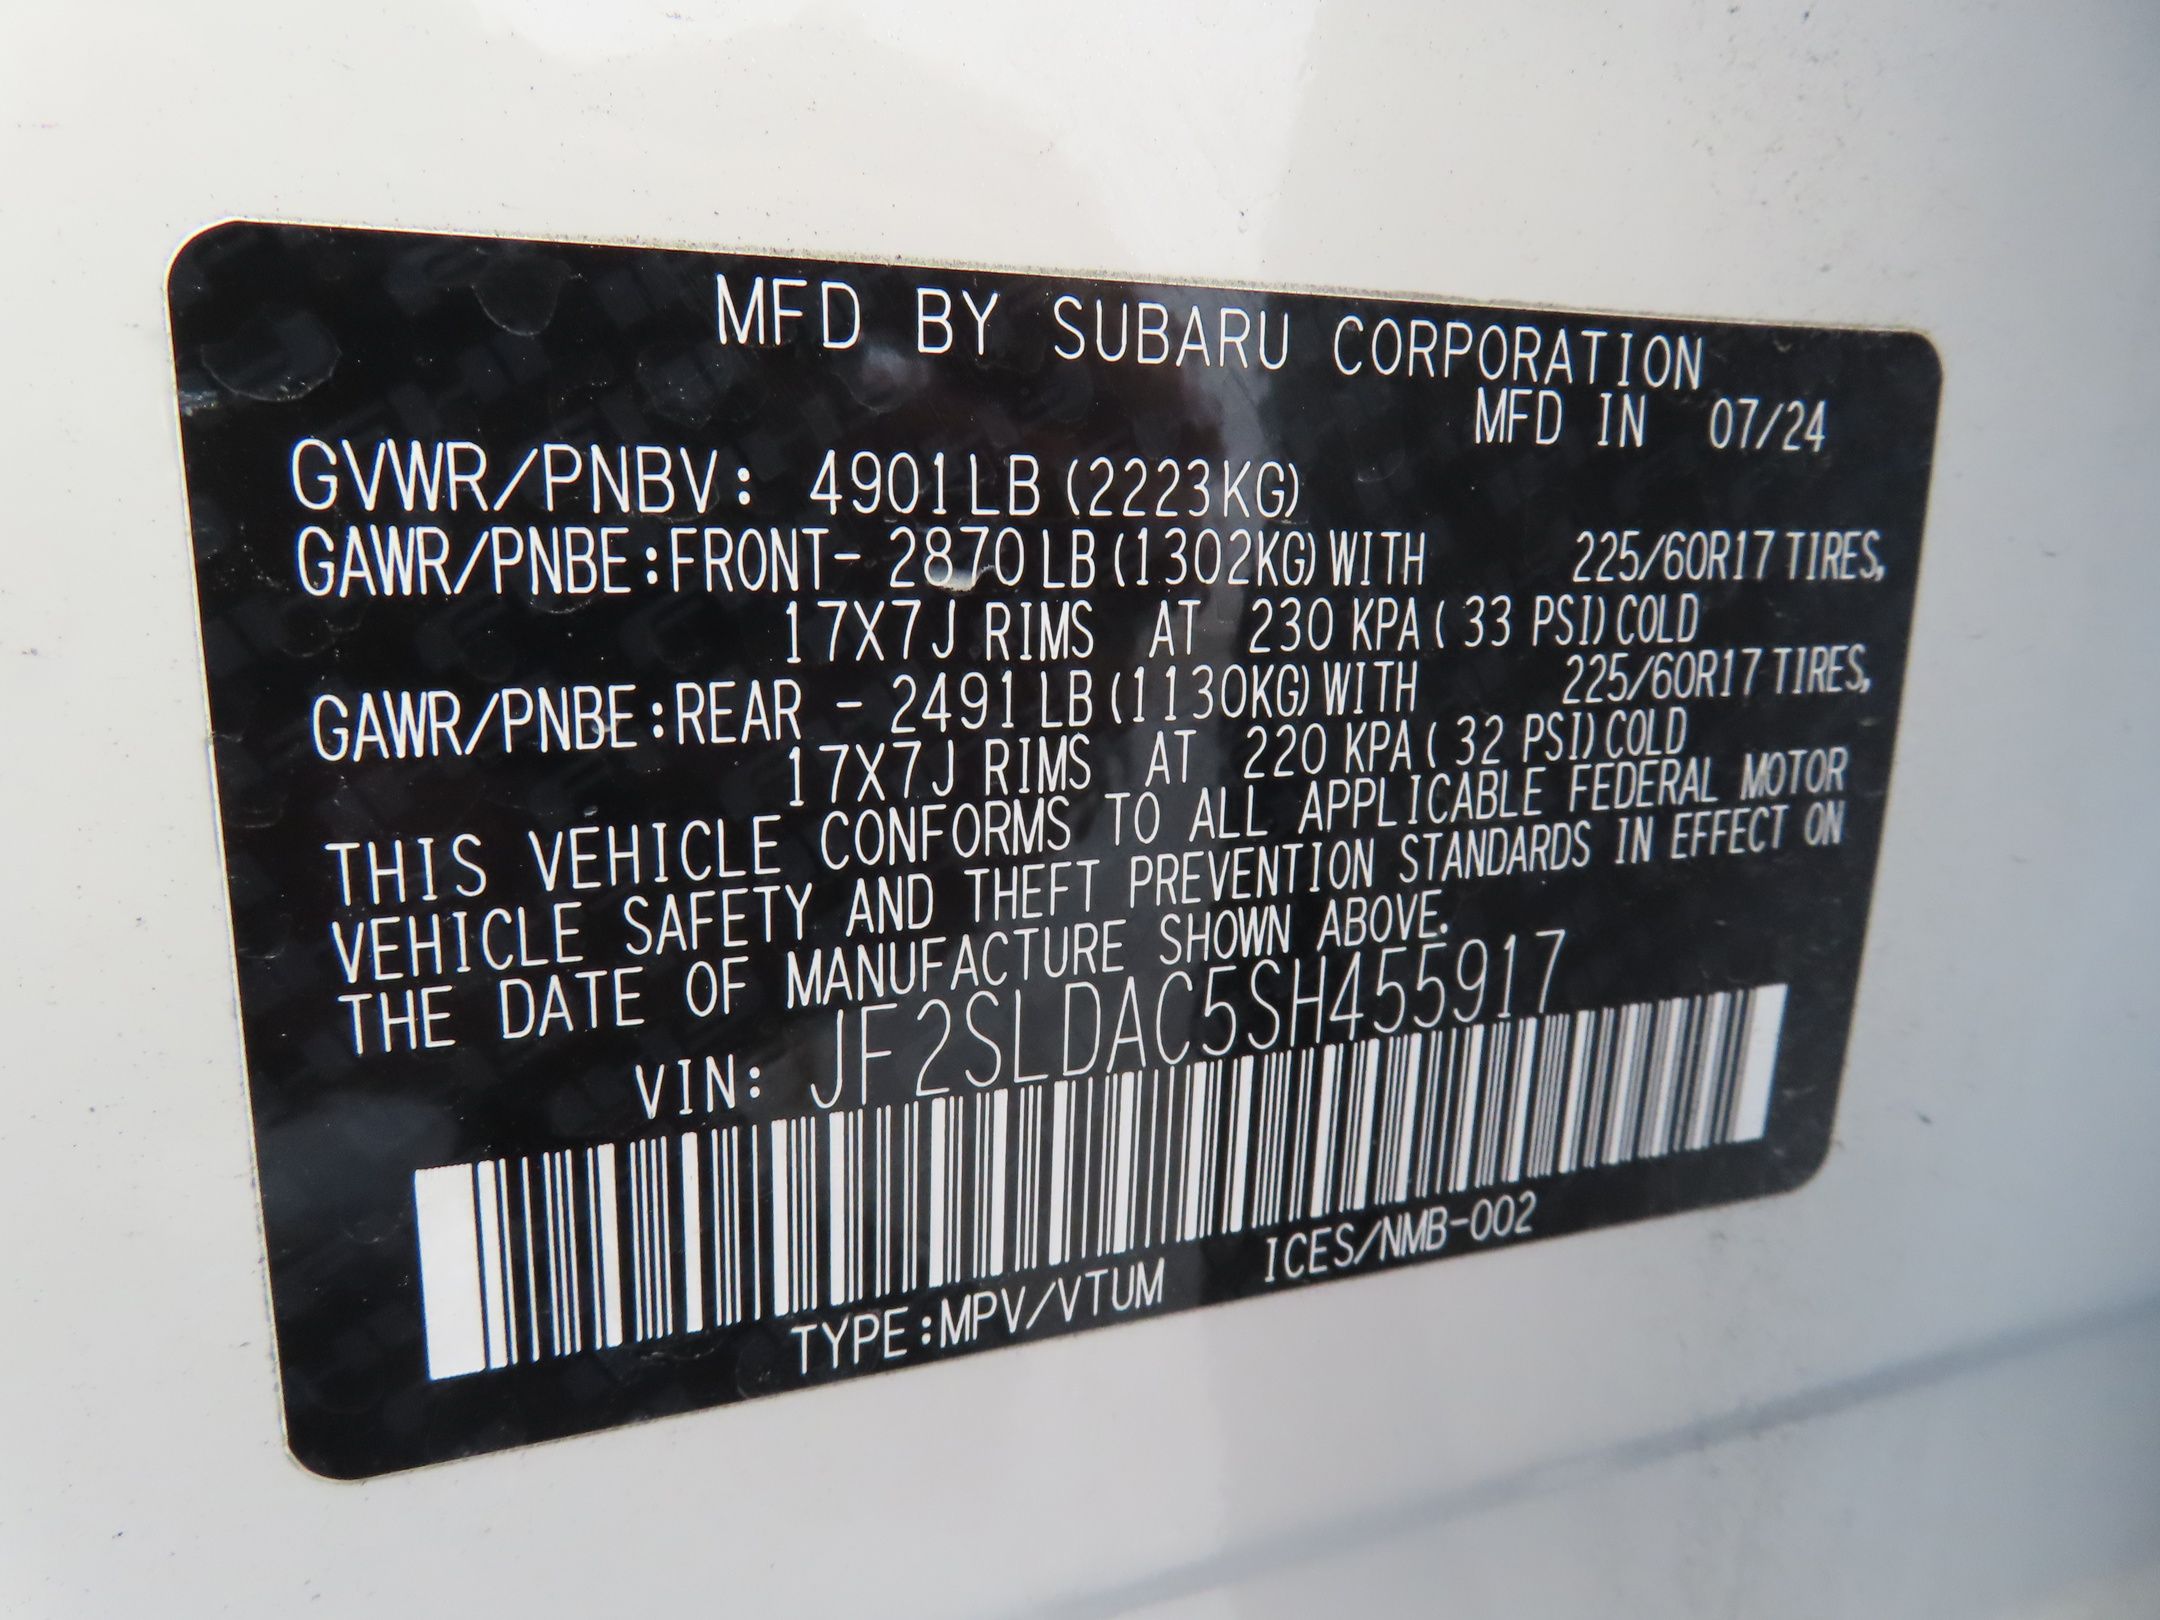 MFD BY SUBARU CORPORATION
MFD IN 07/24
GVWR/PNBV: 4901LB (2223KG)
GAWR/PNBE:FRONT- 2870LB (1302KG) WITH 225/60R17 TIRES,
17X7J RIMS AT 230 KPA( 33 PSI) COLD
GAWR/PNBE:REAR - 2491LB (1130KG) WITH 225/60R17 TIRES,
17X7J RIMS AT 220 KPA( 32 PSI) COLD
THIS VEHICLE CONFORMS TO ALL APPLICABLE FEDERAL MOTOR
VEHICLE SAFETY AND THEFT PREVENTION STANDARDS IN EFFECT ON
THE DATE OF MANUFACTURE SHOWN ABOVE.
VIN: JF2SLDAC5SH455917
TYPE:MPV/VTUM ICES/NMB-002